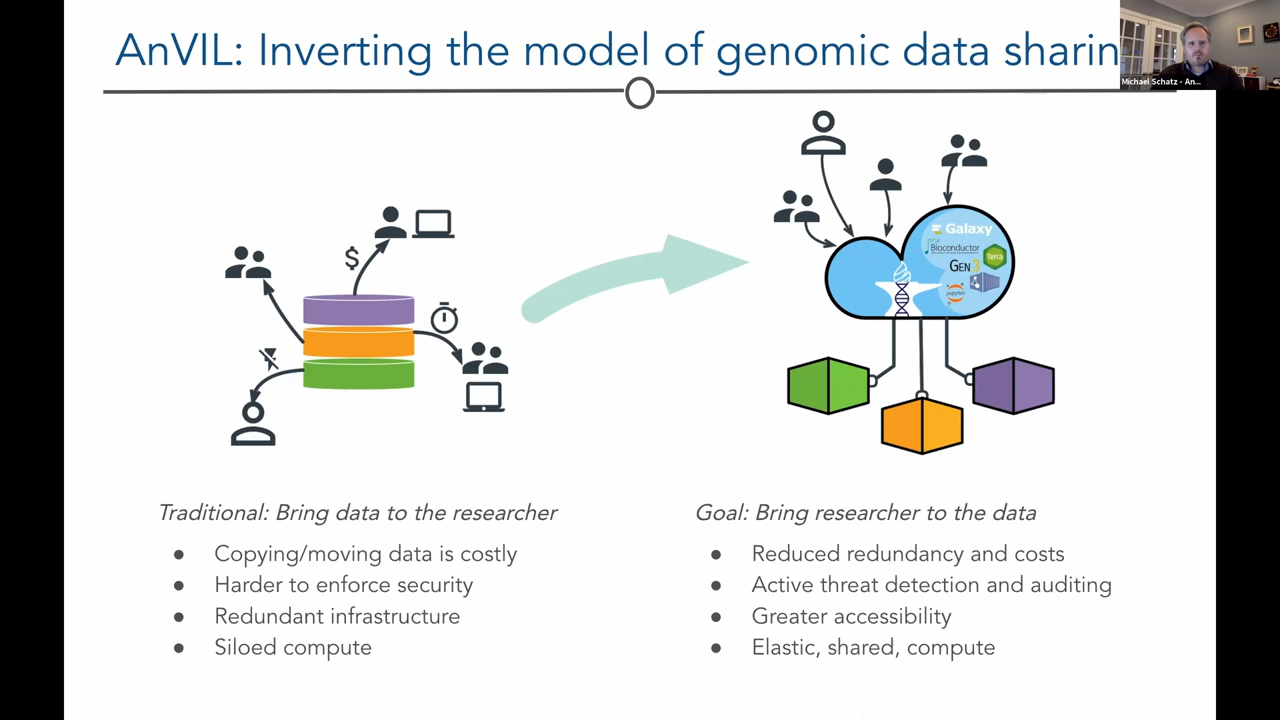 AnVIL: Inverting the model of genomic data sharin
Michael Schatz - An...
$
Galaxy
Bioconductor
Terra
GEN3
jupyter
Traditional: Bring data to the researcher
● Copying/moving data is costly
● Harder to enforce security
● Redundant infrastructure
● Siloed compute
Goal: Bring researcher to the data
● Reduced redundancy and costs
● Active threat detection and auditing
● Greater accessibility
● Elastic, shared, compute